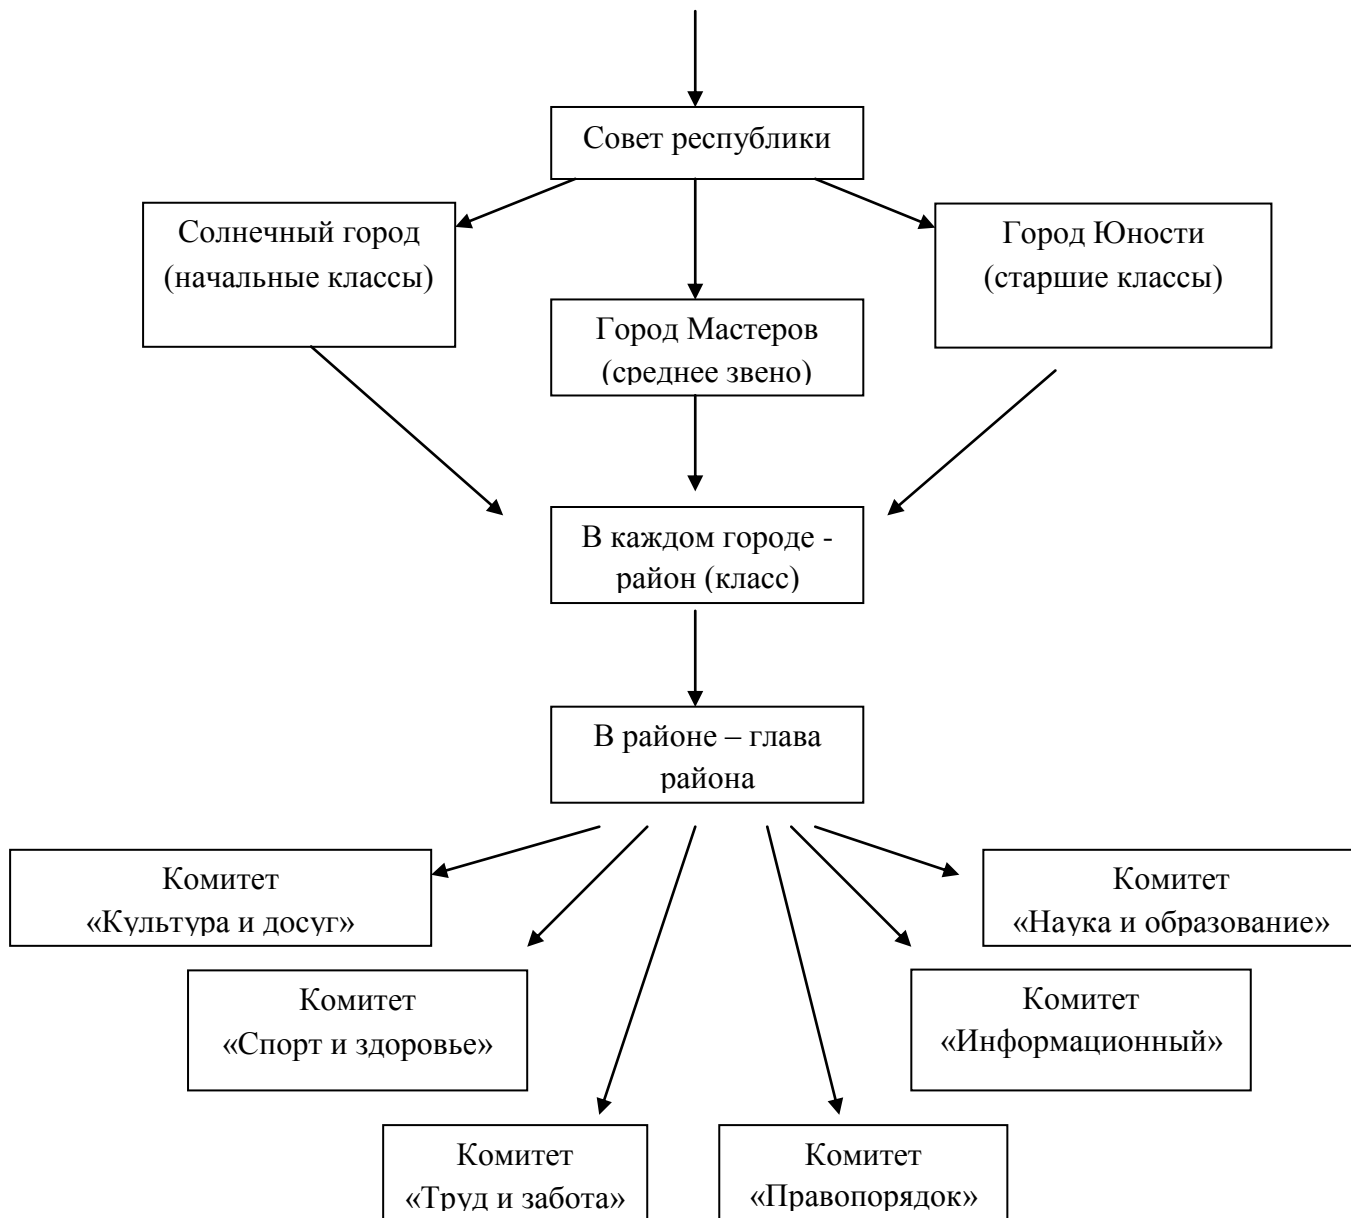 Совет республики
Солнечный город
(начальные классы)
Город Юности
(старшие классы)
Город Мастеров
(среднее звено)
В каждом городе -
район (класс)
В районе – глава
района
Комитет
«Культура и досуг»
Комитет
«Наука и образование»
Комитет
«Спорт и здоровье»
Комитет
«Информационный»
Комитет
«Труд и забота»
Комитет
«Правопорядок»